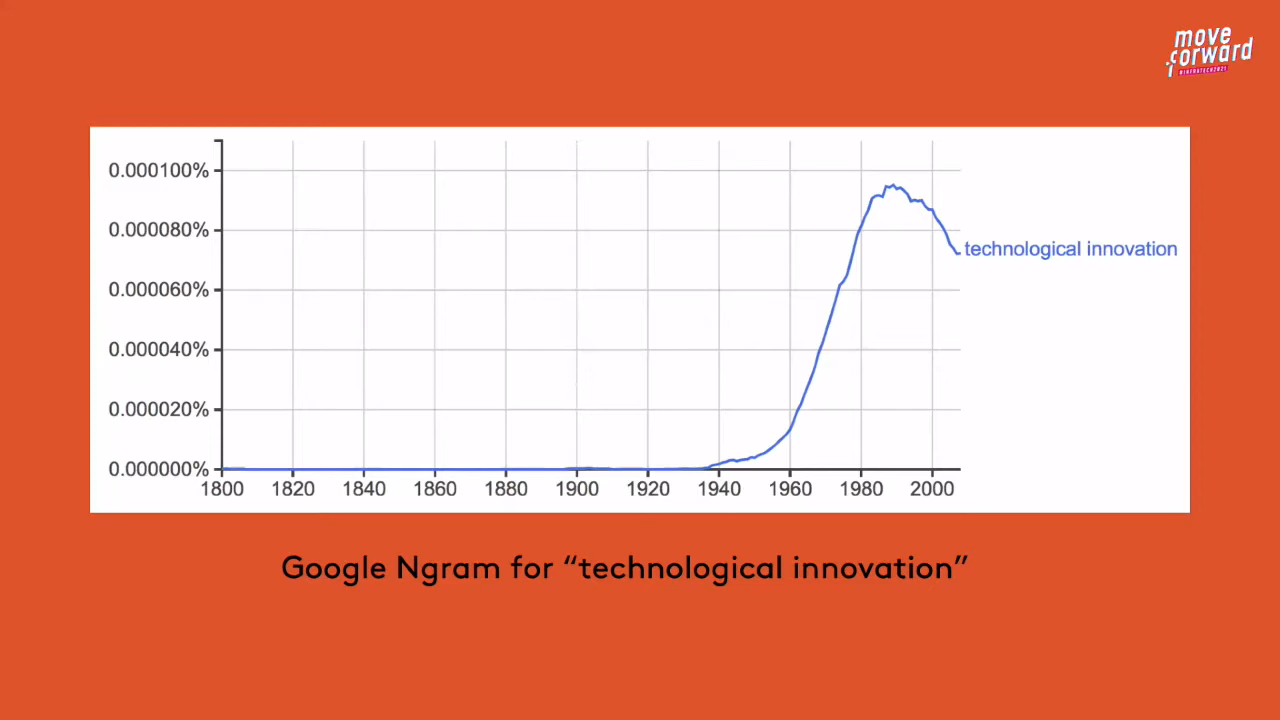 move
forward
#INFRATECH2021
0.000100%
0.000080%
0.000060%
0.000040%
0.000020%
0.000000%
technological innovation
1800 1820 1840 1860 1880 1900 1920 1940 1960 1980 2000
Google Ngram for “technological innovation”